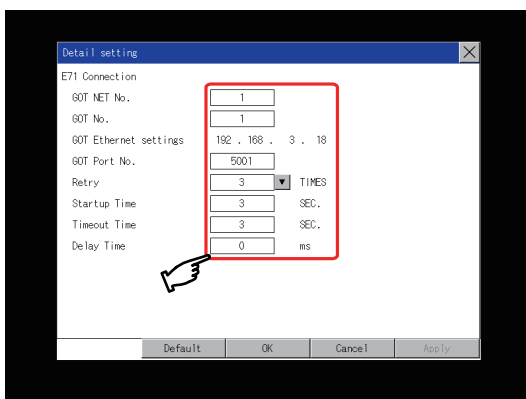 Detail setting
E71 Connection
GOT NET No. 1
GOT No. 1
GOT Ethernet settings 192 . 168 . 3 . 18
GOT Port No. 5001
Retry 3 ▼ TIMES
Startup Time 3 SEC.
Timeout Time 3 SEC.
Delay Time 0 ms
Default OK Cancel Apply